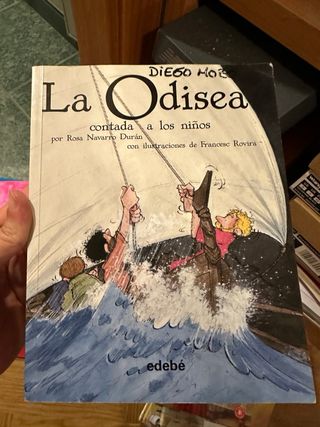 DIEGO
La Odisea
contada a los niños
por Rosa Navarro Durán
con ilustraciones de Francesc Rovira
edebé